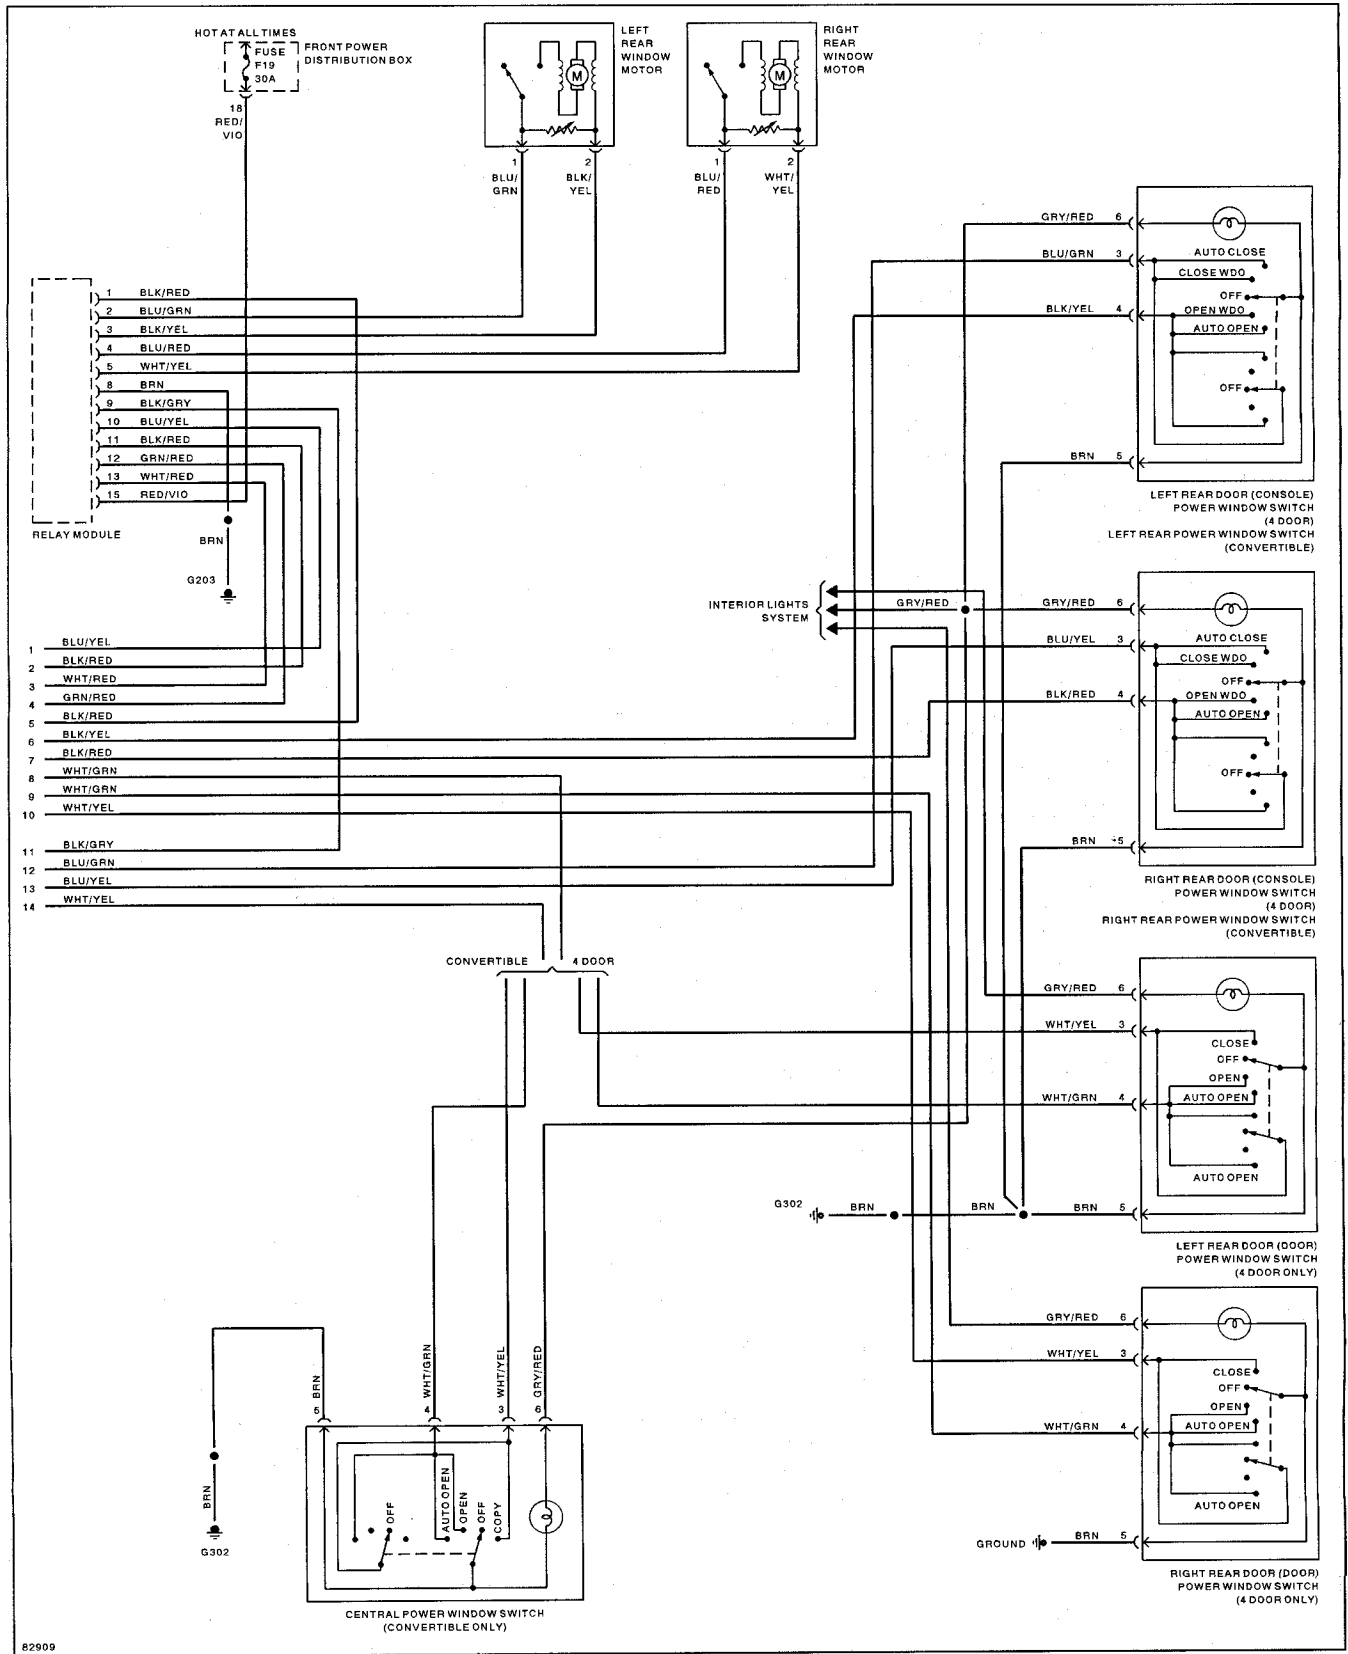 HOT AT ALL TIMES
FUSE
F19
30A
FRONT POWER
DISTRIBUTION BOX
18
RED/
VIO
LEFT
REAR
WINDOW
MOTOR
M
1
BLU/
GRN
2
BLK/
YEL
RIGHT
REAR
WINDOW
MOTOR
M
1
BLU/
RED
2
WHT/
YEL
1 BLK/RED
2 BLU/GRN
3 BLK/YEL
4 BLU/RED
5 WHT/YEL
8 BRN
9 BLK/GRY
10 BLU/YEL
11 BLK/RED
12 GRN/RED
13 WHT/RED
15 RED/VIO
RELAY MODULE
BRN
G203
GRY/RED 6
BLU/GRN 3
BLK/YEL 4
BRN 5
AUTO CLOSE
CLOSE WDO
OFF
OPEN WDO
AUTO OPEN
OFF
LEFT REAR DOOR (CONSOLE)
POWER WINDOW SWITCH
(4 DOOR)
LEFT REAR POWER WINDOW SWITCH
(CONVERTIBLE)
INTERIOR LIGHTS
SYSTEM
GRY/RED
GRY/RED 6
BLU/YEL 3
BLK/RED 4
BRN 5
AUTO CLOSE
CLOSE WDO
OFF
OPEN WDO
AUTO OPEN
OFF
RIGHT REAR DOOR (CONSOLE)
POWER WINDOW SWITCH
(4 DOOR)
RIGHT REAR POWER WINDOW SWITCH
(CONVERTIBLE)
1 BLU/YEL
2 BLK/RED
3 WHT/RED
4 GRN/RED
5 BLK/RED
6 BLK/YEL
7 BLK/RED
8 WHT/GRN
9 WHT/GRN
10 WHT/YEL
11 BLK/GRY
12 BLU/GRN
13 BLU/YEL
14 WHT/YEL
CONVERTIBLE
4 DOOR
GRY/RED 6
WHT/YEL 3
WHT/GRN 4
BRN 5
CLOSE
OFF
OPEN
AUTO OPEN
AUTO OPEN
G302
BRN
BRN
LEFT REAR DOOR (DOOR)
POWER WINDOW SWITCH
(4 DOOR ONLY)
GRY/RED 6
WHT/YEL 3
WHT/GRN 4
CLOSE
OFF
OPEN
AUTO OPEN
AUTO OPEN
GROUND
BRN 5
RIGHT REAR DOOR (DOOR)
POWER WINDOW SWITCH
(4 DOOR ONLY)
BRN
G302
5 BRN
4 WHT/GRN
3 WHT/YEL
6 GRY/RED
OFF
AUTO OPEN
OPEN
OFF
COPY
CENTRAL POWER WINDOW SWITCH
(CONVERTIBLE ONLY)
82909